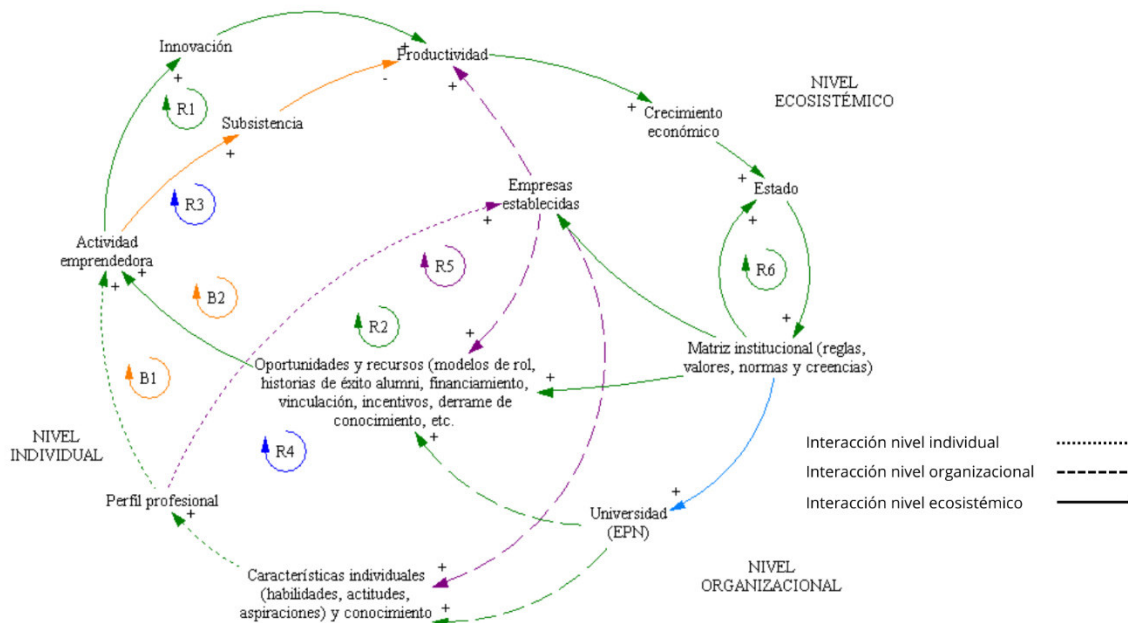 Innovación
+
Productividad
+
-
+
R1
Subsistencia
+
NIVEL
ECOSISTÉMICO
+
Crecimiento
económico
+
Estado
+
Empresas
establecidas
+
R3
Actividad
emprendedora
+
+
R5
R6
B2
R2
+
+
Matriz institucional (reglas,
valores, normas y creencias)
Oportunidades y recursos (modelos de rol,
historias de éxito alumni, financiamiento,
vinculación, incentivos, derrame de
conocimiento, etc.
+
+
B1
NIVEL
INDIVIDUAL
R4
Interacción nivel individual
Interacción nivel organizacional
Interacción nivel ecosistémico
Perfil profesional
+
+
Universidad
(EPN)
NIVEL
ORGANIZACIONAL
Características individuales
(habilidades, actitudes,
aspiraciones) y conocimiento
+
+